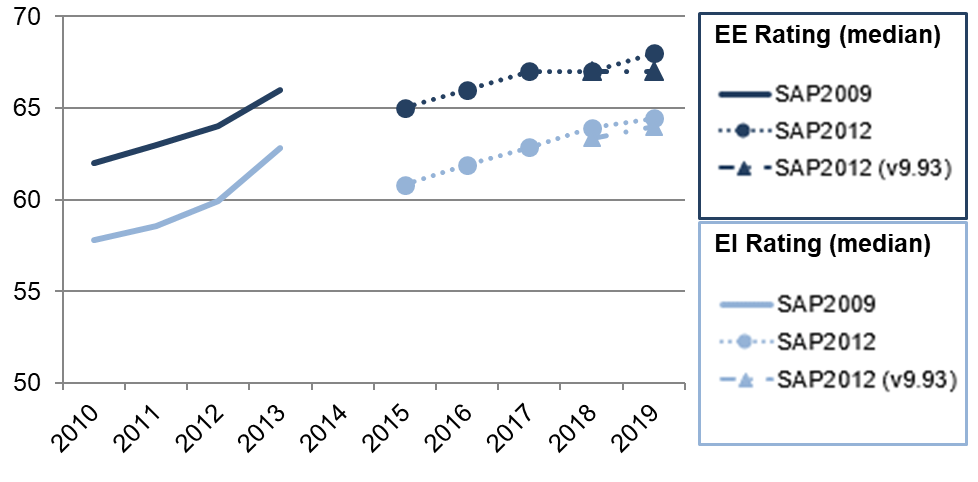 70
65
60
55
50
2010
2011
2012
2013
2014
2015
2016
2017
2018
2019
EE Rating (median)
SAP2009
SAP2012
SAP2012 (v9.93)
EI Rating (median)
SAP2009
SAP2012
SAP2012 (v9.93)